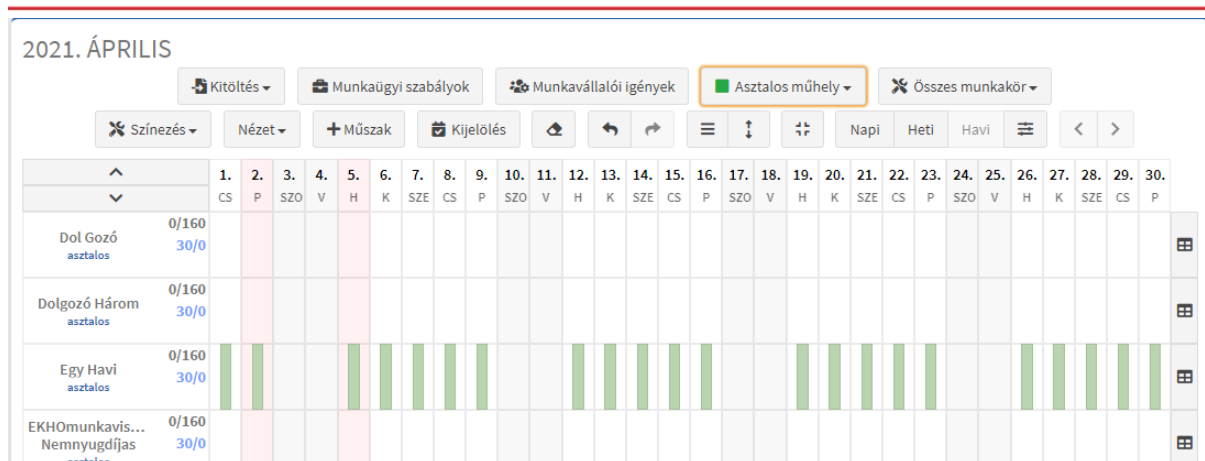 2021. ÁPRILIS
Kitöltés Munkaügyi szabályok Munkavállalói igények Asztalos műhely Összes munkakör
Színezés Nézet Műszak Kijelölés Napi Heti Havi
1. 2. 3. 4. 5. 6. 7. 8. 9. 10. 11. 12. 13. 14. 15. 16. 17. 18. 19. 20. 21. 22. 23. 24. 25. 26. 27. 28. 29. 30.
CS P SZO V H K SZE CS P SZO V H K SZE CS P SZO V H K SZE CS P SZO V H K SZE CS P
Dol Gozó 0/160
asztalos 30/0
Dolgozó Három 0/160
asztalos 30/0
Egy Havi 0/160
asztalos 30/0
EKHOmunkavis... 0/160
Nemnyugdíjas 30/0